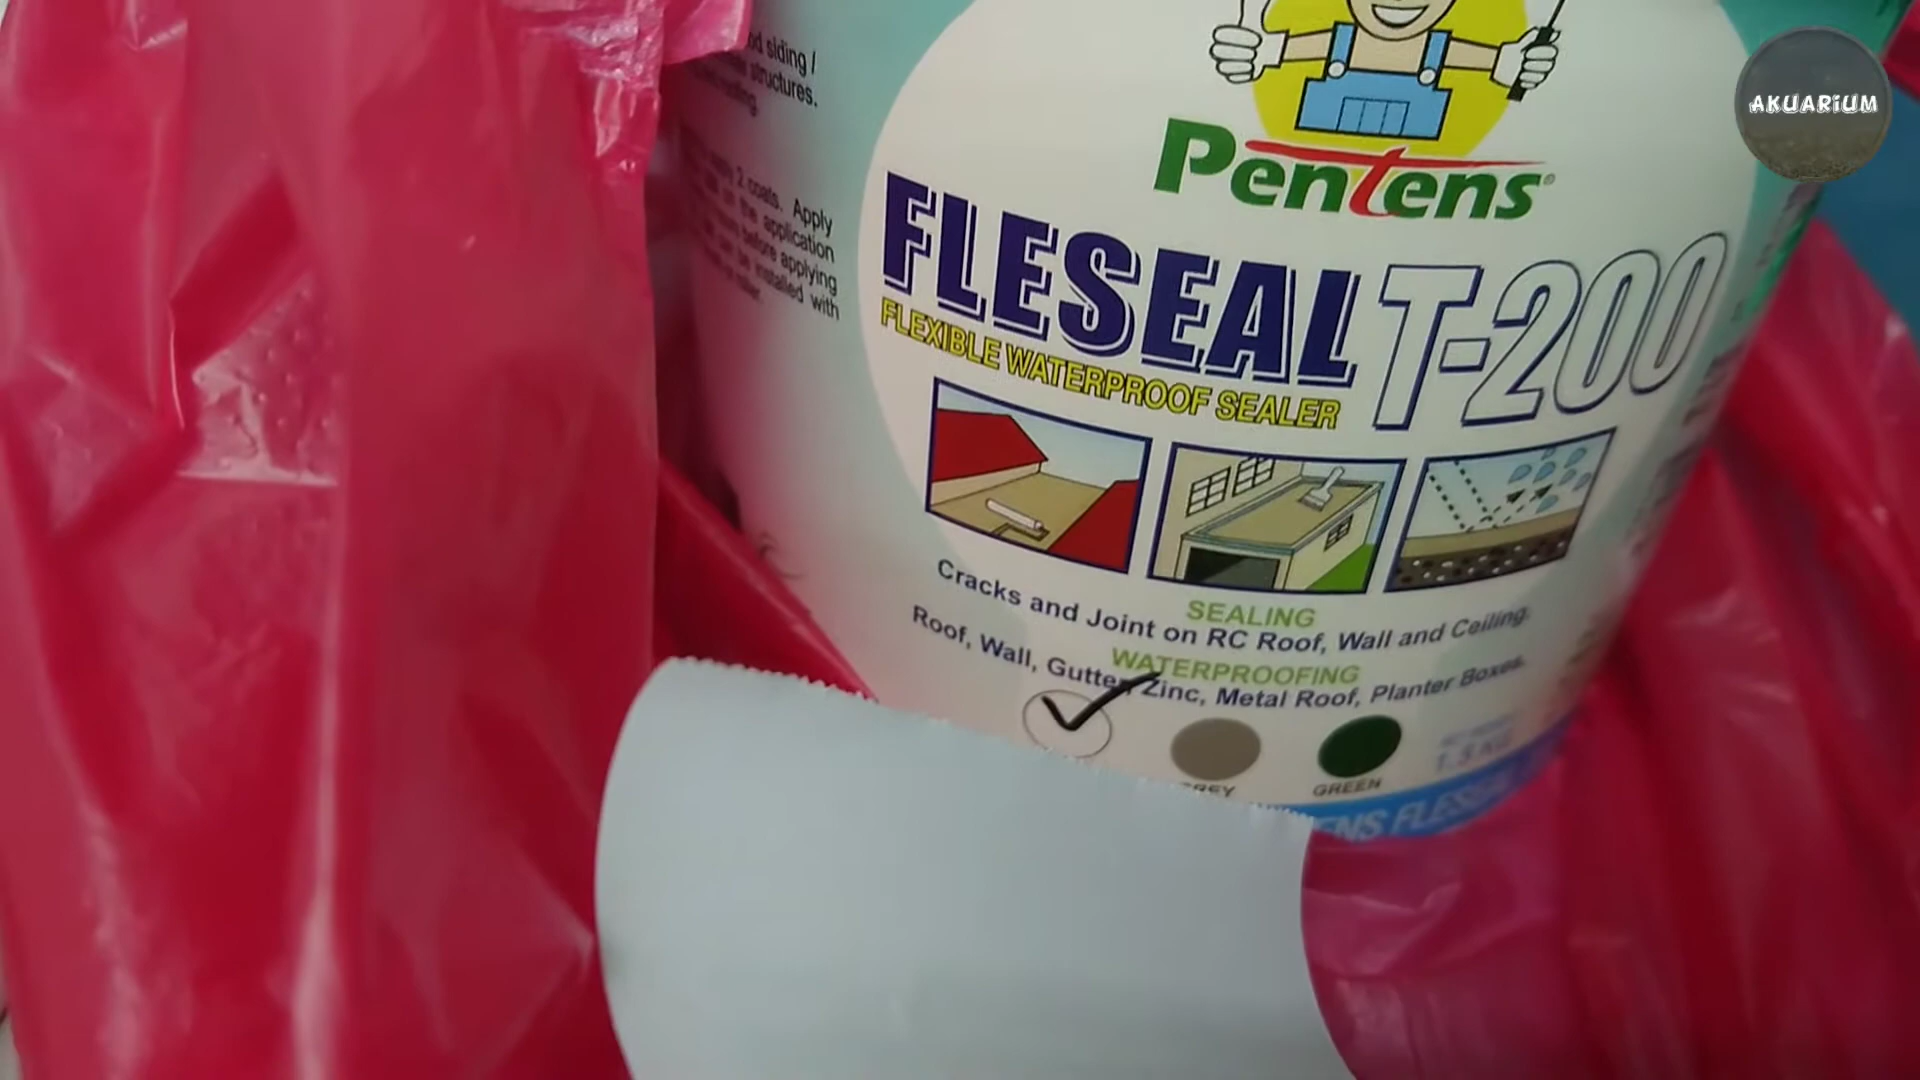 AKUARIUM
siding /
structures.
2 coats. Apply
the application
before applying
installed with
Pentens®
FLESEAL T-200
FLEXIBLE WATERPROOF SEALER
SEALING
Cracks and Joint on RC Roof, Wall and Ceiling.
WATERPROOFING
Roof, Wall, Gutter, Zinc, Metal Roof, Planter Boxes.
GREEN